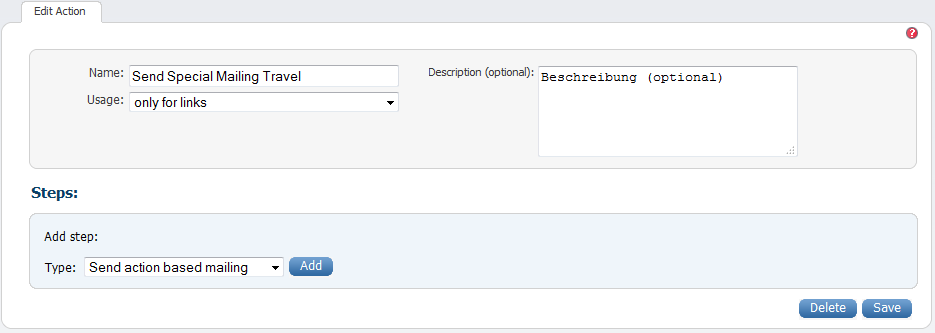 Edit Action
?
Name: Send Special Mailing Travel
Usage: only for links
Description (optional): Beschreibung (optional)
Steps:
Add step:
Type: Send action based mailing Add
Delete Save